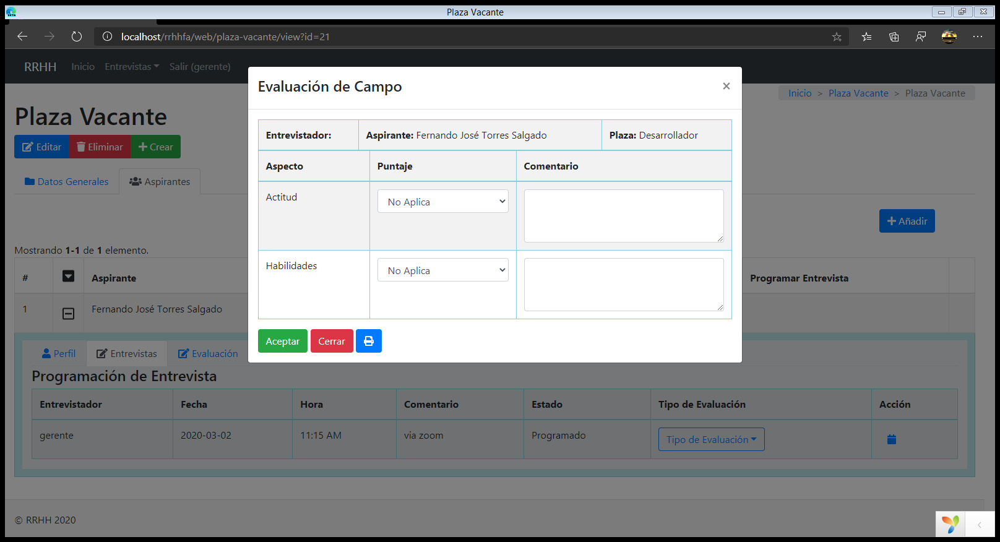 Plaza Vacante
localhost/rrhhfa/web/plaza-vacante/view?id=21
RRHH Inicio Entrevistas Salir (gerente)
Inicio > Plaza Vacante > Plaza Vacante
Plaza Vacante
Editar Eliminar Crear
Datos Generales Aspirantes
Añadir
Mostrando 1-1 de 1 elemento.
# Aspirante Programar Entrevista
1 Fernando José Torres Salgado
Perfil Entrevistas Evaluación
Programación de Entrevista
Entrevistador Fecha Hora Comentario Estado Tipo de Evaluación Acción
gerente 2020-03-02 11:15 AM via zoom Programado Tipo de Evaluación
© RRHH 2020
Evaluación de Campo ×
Entrevistador: Aspirante: Fernando José Torres Salgado Plaza: Desarrollador
Aspecto Puntaje Comentario
Actitud No Aplica
Habilidades No Aplica
Aceptar Cerrar